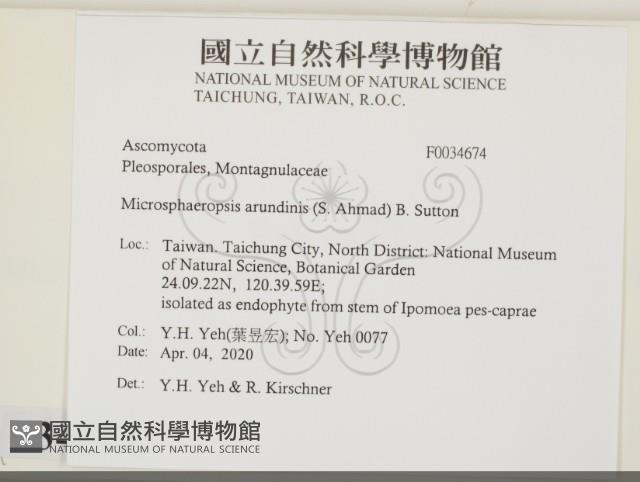 國立自然科學博物館
NATIONAL MUSEUM OF NATURAL SCIENCE
TAICHUNG, TAIWAN, R.O.C.
Ascomycota F0034674
Pleosporales, Montagnulaceae
Microsphaeropsis arundinis (S. Ahmad) B. Sutton
Loc.: Taiwan. Taichung City, North District: National Museum
of Natural Science, Botanical Garden
24.09.22N, 120.39.59E;
isolated as endophyte from stem of Ipomoea pes-caprae
Col.: Y.H. Yeh(葉昱宏); No. Yeh 0077
Date: Apr. 04, 2020
Det.: Y.H. Yeh & R. Kirschner
國立自然科學博物館
NATIONAL MUSEUM OF NATURAL SCIENCE